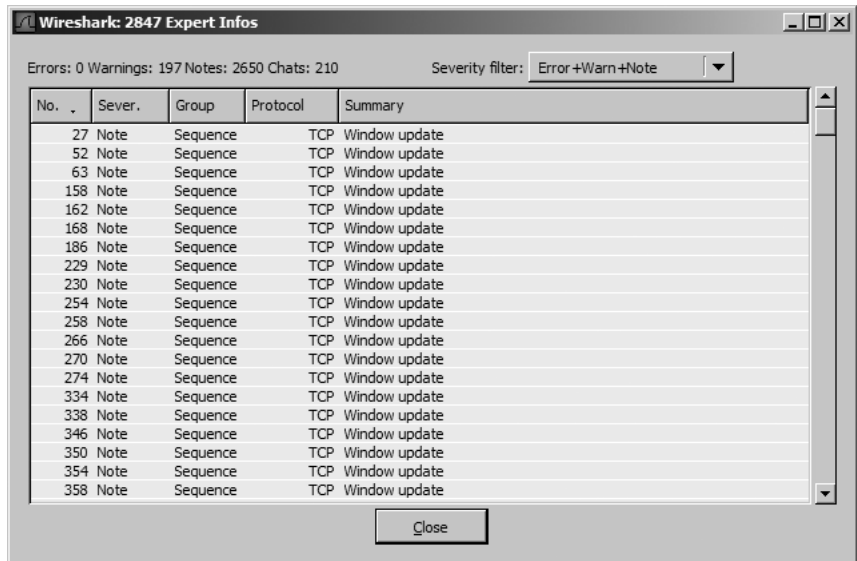 Wireshark: 2847 Expert Infos
Errors: 0 Warnings: 197 Notes: 2650 Chats: 210 Severity filter: Error+Warn+Note
No. Sever. Group Protocol Summary
27 Note Sequence TCP Window update
52 Note Sequence TCP Window update
63 Note Sequence TCP Window update
158 Note Sequence TCP Window update
162 Note Sequence TCP Window update
168 Note Sequence TCP Window update
186 Note Sequence TCP Window update
229 Note Sequence TCP Window update
230 Note Sequence TCP Window update
254 Note Sequence TCP Window update
258 Note Sequence TCP Window update
266 Note Sequence TCP Window update
270 Note Sequence TCP Window update
274 Note Sequence TCP Window update
334 Note Sequence TCP Window update
338 Note Sequence TCP Window update
346 Note Sequence TCP Window update
350 Note Sequence TCP Window update
354 Note Sequence TCP Window update
358 Note Sequence TCP Window update
Close